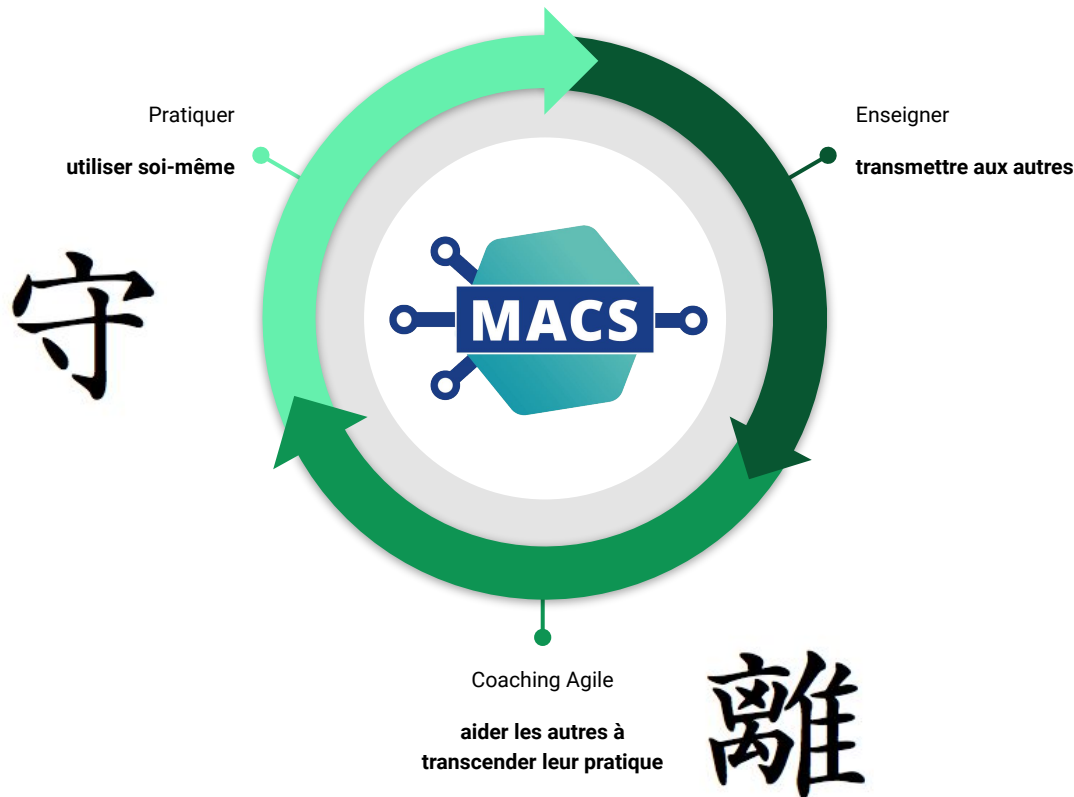 Pratiquer
utiliser soi-même
守
Enseigner
transmettre aux autres
MACS
Coaching Agile
aider les autres à
transcender leur pratique
離